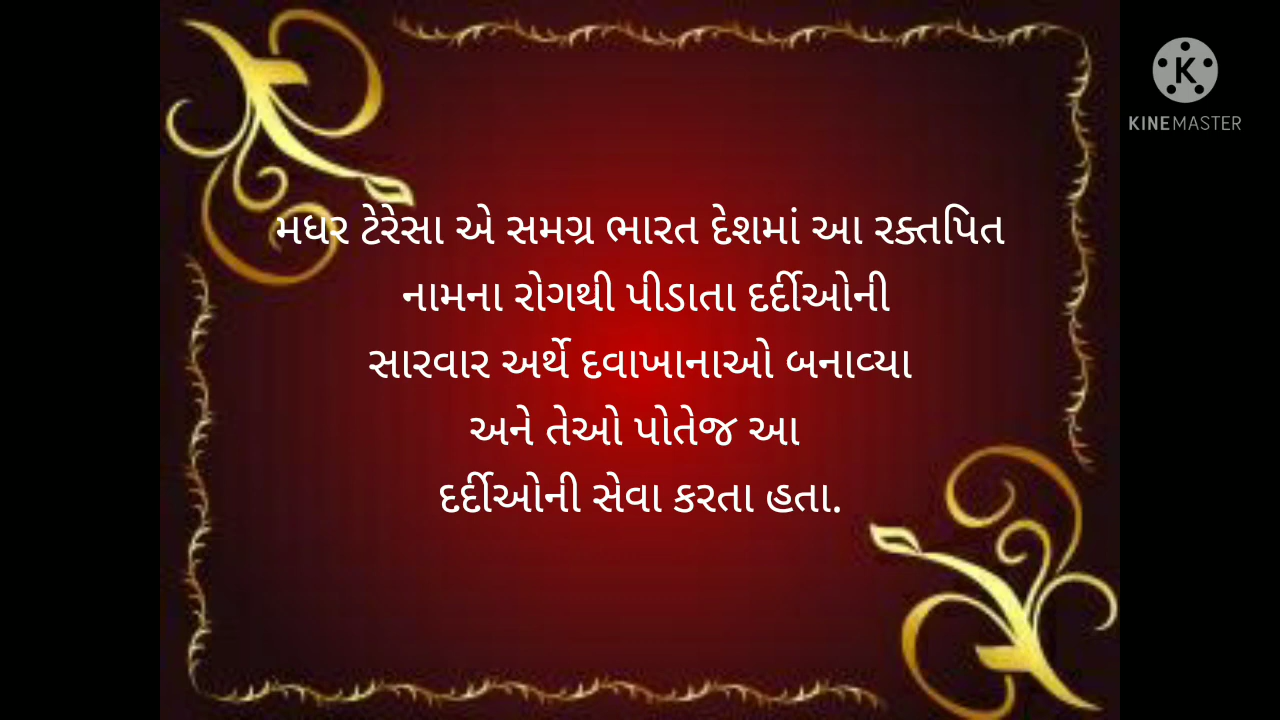 મધર ટેરેસા એ સમગ્ર ભારત દેશમાં આ રક્તપિત
નામના રોગથી પીડાતા દર્દીઓની
સારવાર અર્થે દવાખાનાઓ બનાવ્યા
અને તેઓ પોતેજ આ
દર્દીઓની સેવા કરતા હતા.
K
KINEMASTER